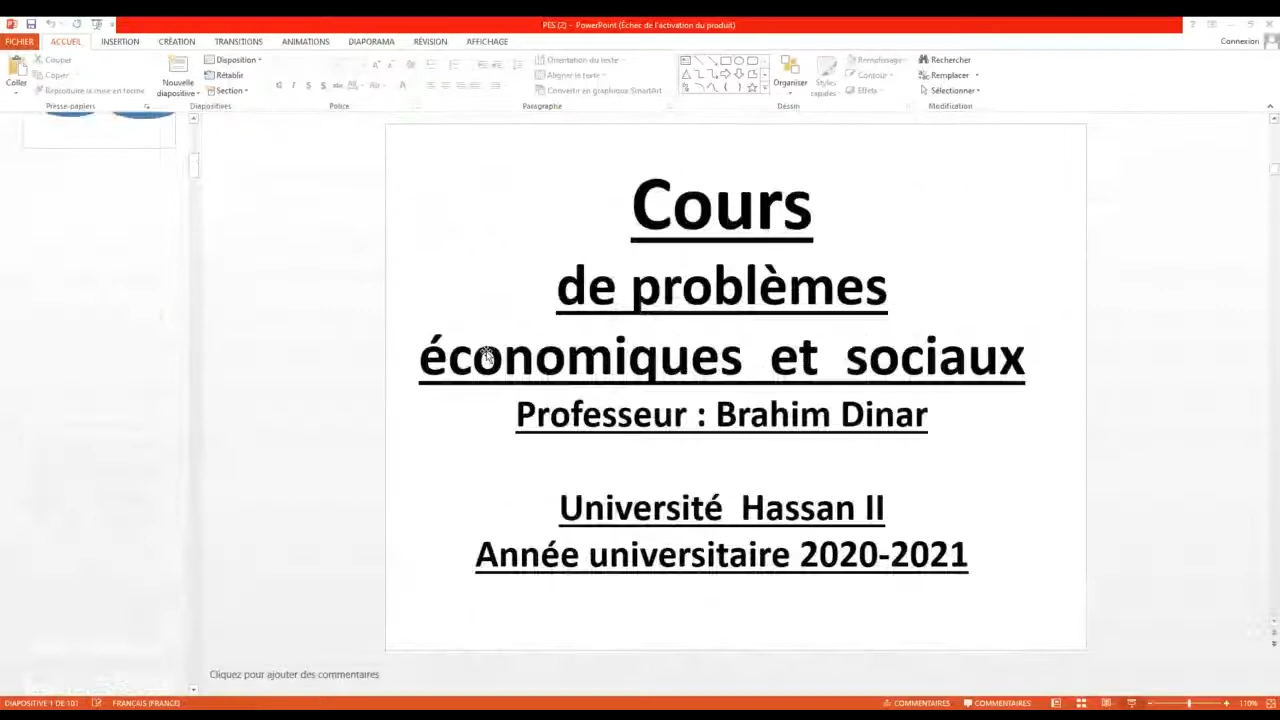 PES (2) - PowerPoint (Échec de l'activation du produit)
FICHIER ACCUEIL INSERTION CRÉATION TRANSITIONS ANIMATIONS DIAPORAMA RÉVISION AFFICHAGE Connexion
Coller
Couper
Copier
Reproduire la mise en forme
Presse-papiers
Nouvelle diapositive
Disposition
Rétablir
Section
Diapositives
Police
Orientation du texte
Aligner le texte
Convertir en graphique SmartArt
Paragraphe
Organiser
Styles rapides
Remplissage
Contour
Effets
Dessin
Rechercher
Remplacer
Sélectionner
Modification
Cours
de problèmes
économiques et sociaux
Professeur : Brahim Dinar
Université Hassan II
Année universitaire 2020-2021
Cliquez pour ajouter des commentaires
DIAPOSITIVE 1 DE 101 FRANÇAIS (FRANCE) COMMENTAIRES COMMENTAIRES 110%